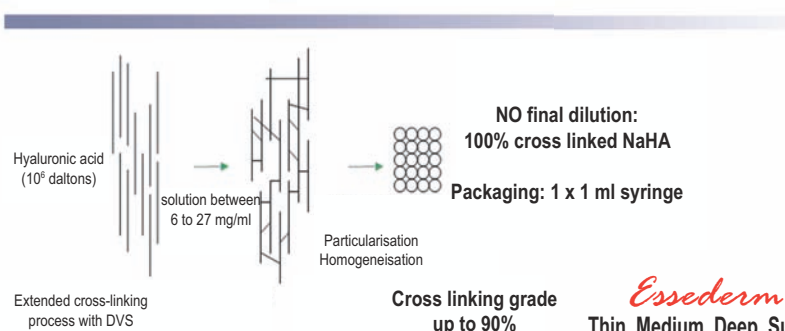 NO final dilution:
100% cross linked NaHA
Hyaluronic acid
(10⁶ daltons)
solution between
6 to 27 mg/ml
Packaging: 1 x 1 ml syringe
Particularisation
Homogeneisation
Extended cross-linking
process with DVS
Cross linking grade
up to 90%
Essederm
Thin, Medium, Deep, Su